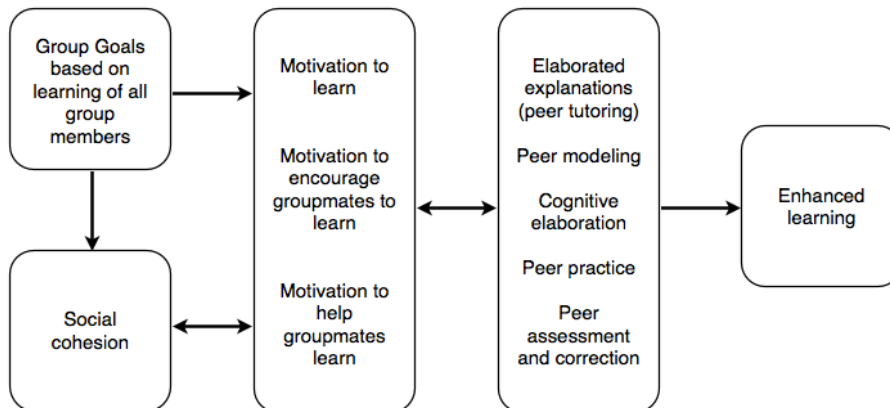 Group Goals
based on
learning of all
group
members
Social
cohesion
Motivation to
learn
Motivation to
encourage
groupmates to
learn
Motivation to
help
groupmates
learn
Elaborated
explanations
(peer tutoring)
Peer modeling
Cognitive
elaboration
Peer practice
Peer
assessment
and correction
Enhanced
learning